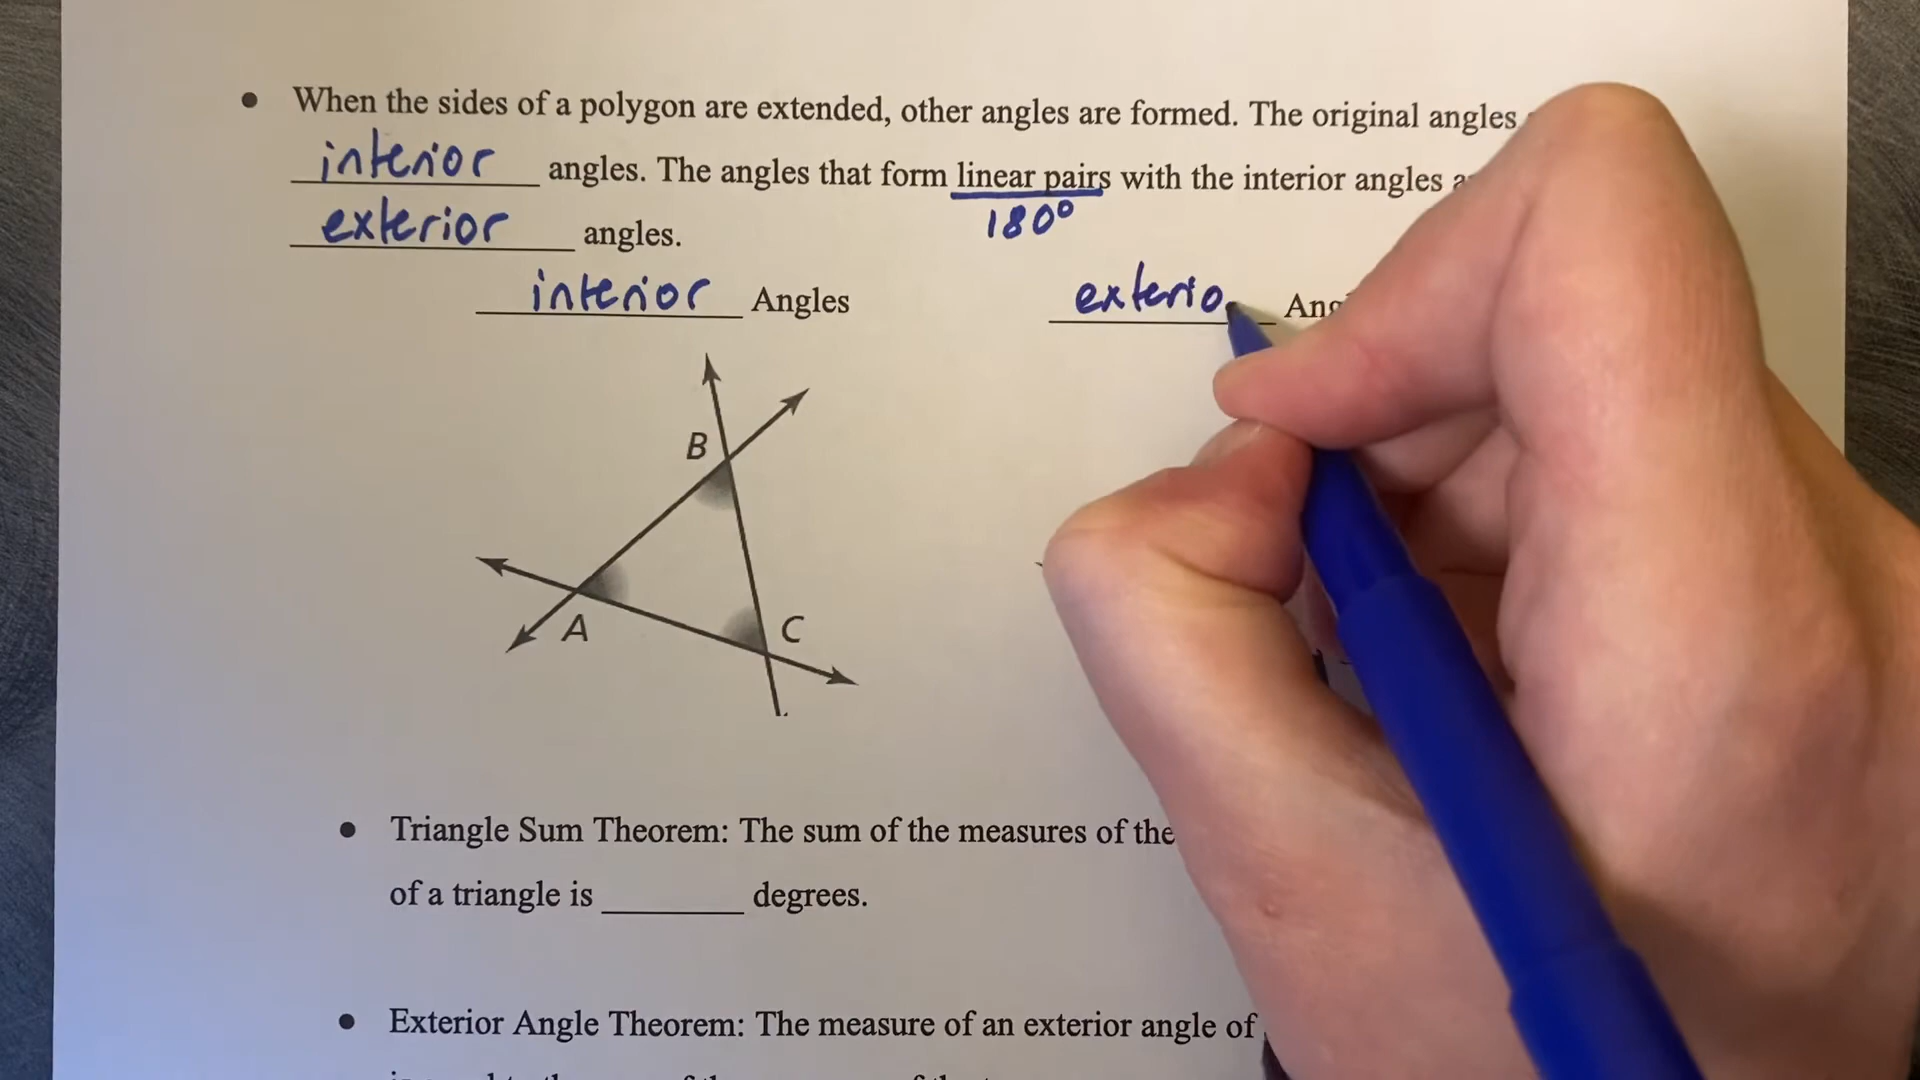 • When the sides of a polygon are extended, other angles are formed. The original angles
interior angles. The angles that form linear pairs with the interior angles
exterior angles.
180°
interior Angles
exterio
B
A
C
• Triangle Sum Theorem: The sum of the measures of the
of a triangle is ________ degrees.
• Exterior Angle Theorem: The measure of an exterior angle of